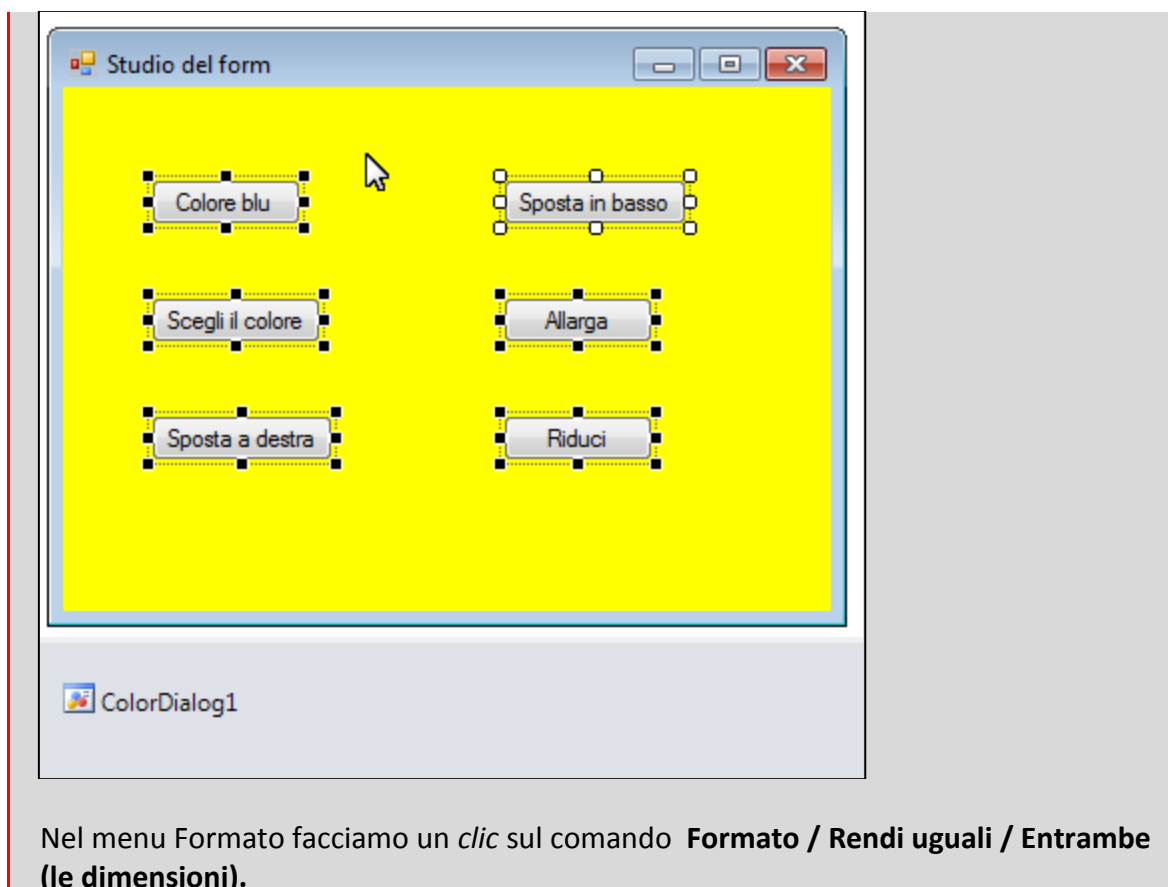 Studio del form
Colore blu
Sposta in basso
Scegli il colore
Allarga
Sposta a destra
Riduci
ColorDialog1
Nel menu Formato facciamo un clic sul comando Formato / Rendi uguali / Entrambe
(le dimensioni).